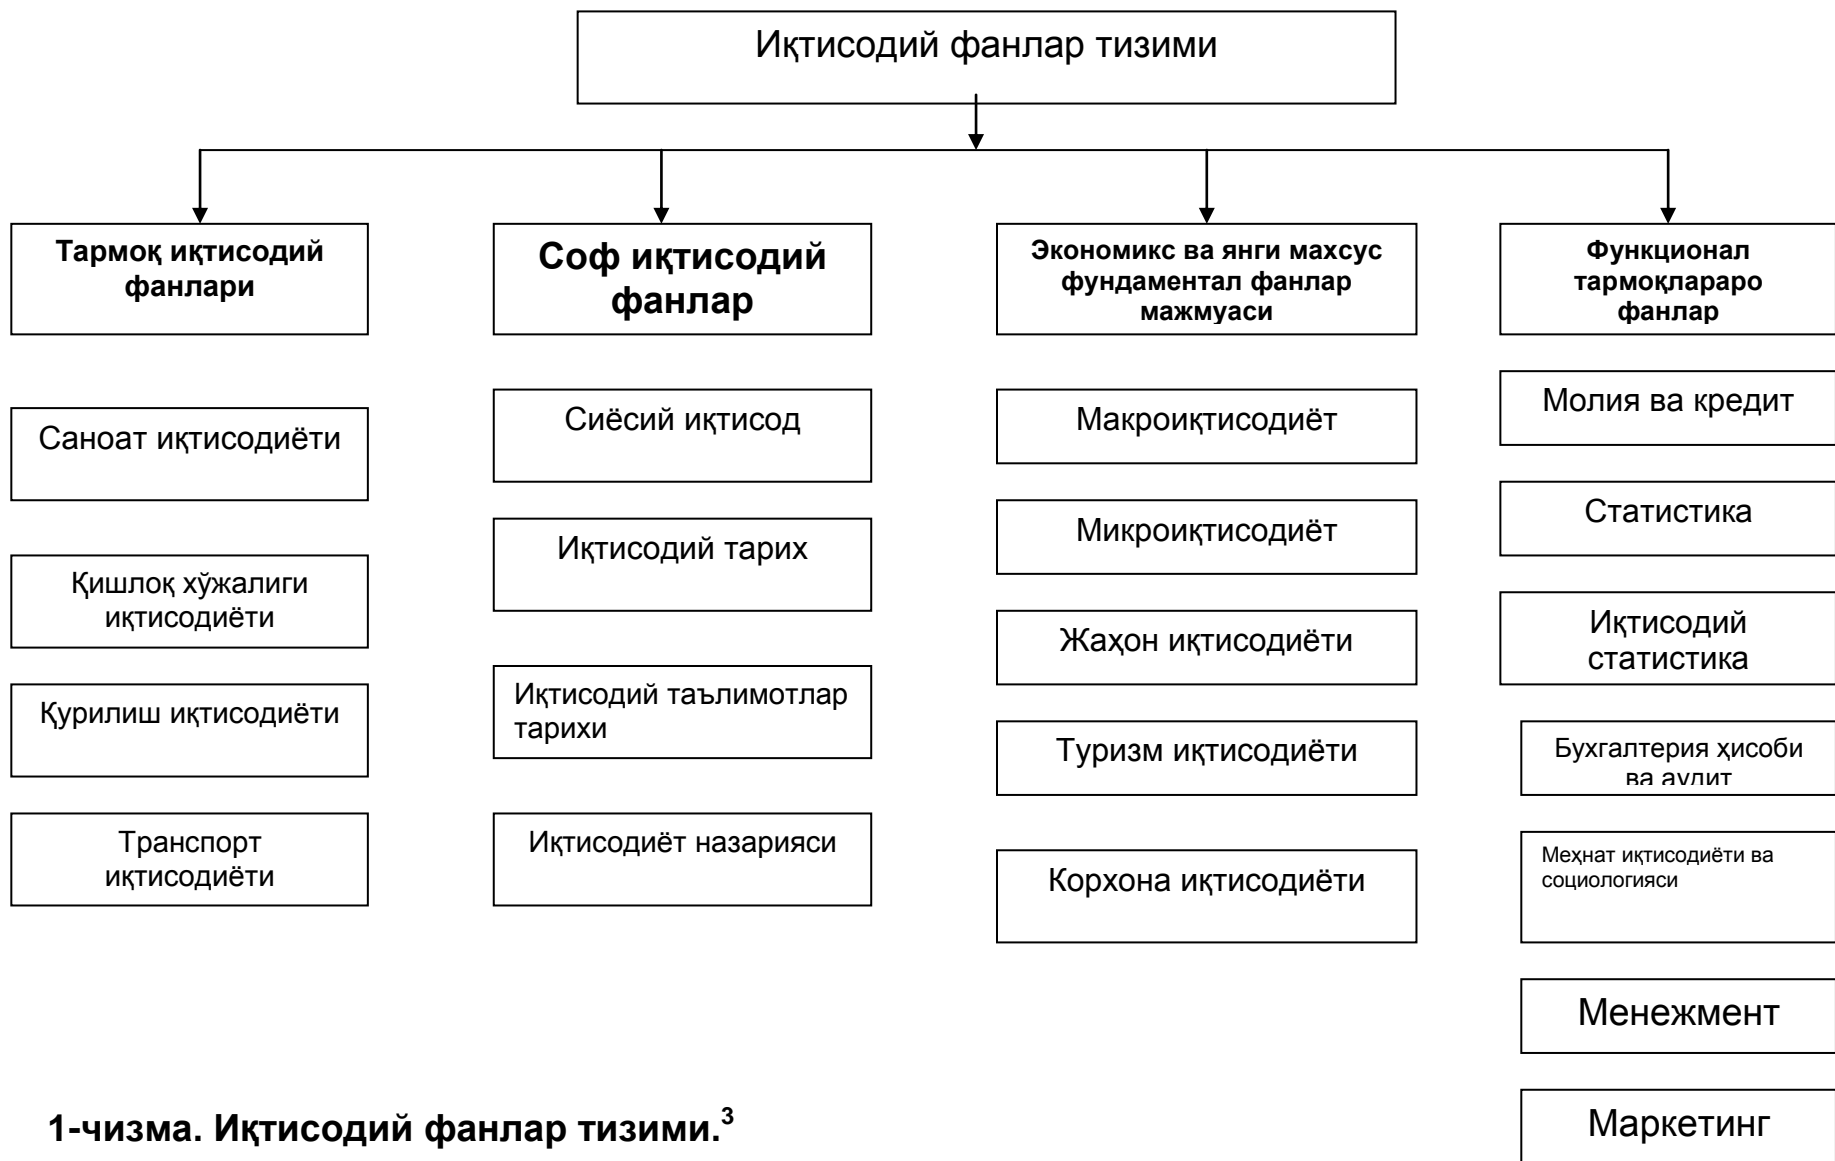 Иқтисодий фанлар тизими
Тармоқ иқтисодий
фанлари
Соф иқтисодий
фанлар
Экономикс ва янги махсус
фундаментал фанлар
мажмуаси
Функционал
тармоқлараро
фанлар
Саноат иқтисодиёти
Қишлоқ хўжалиги
иқтисодиёти
Қурилиш иқтисодиёти
Транспорт
иқтисодиёти
Сиёсий иқтисод
Иқтисодий тарих
Иқтисодий таълимотлар
тарихи
Иқтисодиёт назарияси
Макроиқтисодиёт
Микроиқтисодиёт
Жаҳон иқтисодиёти
Туризм иқтисодиёти
Корхона иқтисодиёти
Молия ва кредит
Статистика
Иқтисодий
статистика
Бухгалтерия ҳисоби
ва аудит
Меҳнат иқтисодиёти ва
социологияси
Менежмент
Маркетинг
1-чизма. Иқтисодий фанлар тизими.³